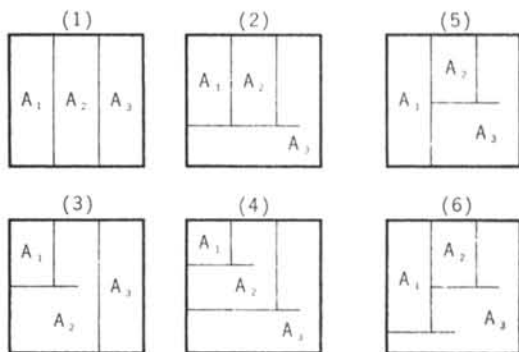 (1) (2) (5)
A₁ A₂ A₃ A₁ A₂ A₃ A₁ A₂ A₃
(3) (4) (6)
A₁ A₂ A₃ A₁ A₂ A₃ A₁ A₂ A₃